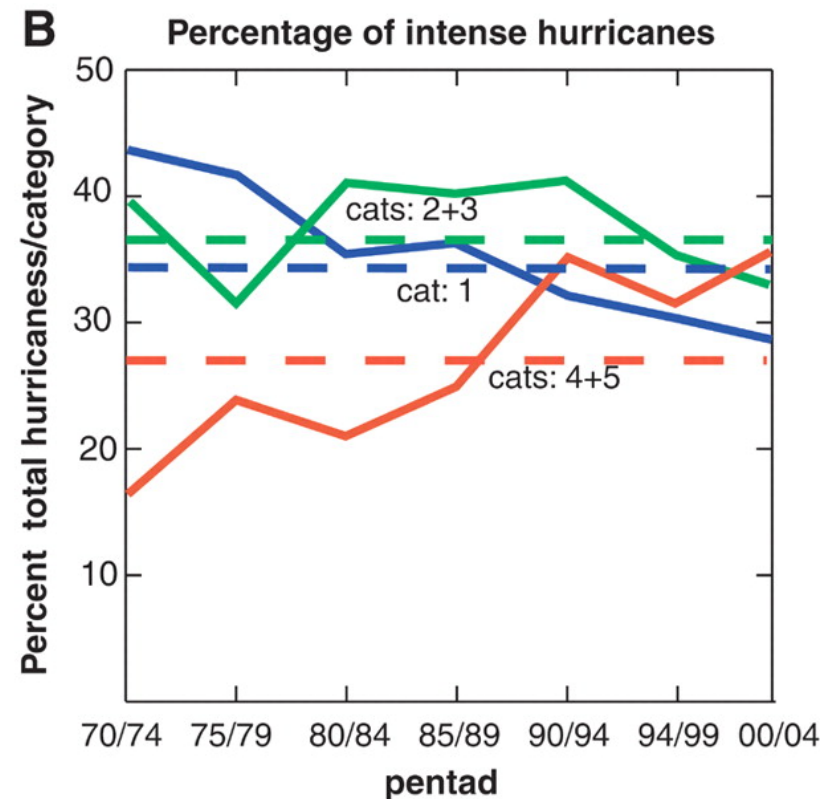 B
Percentage of intense hurricanes
Percent total hurricaness/category
50
40
30
20
10
cats: 2+3
cat: 1
cats: 4+5
70/74 75/79 80/84 85/89 90/94 94/99 00/04
pentad